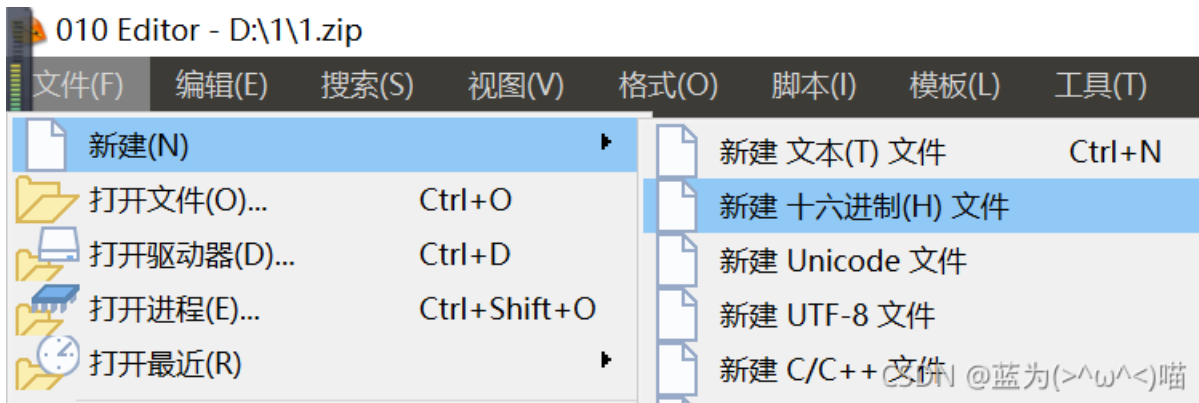 010 Editor - D:\1\1.zip
文件(F) 编辑(E) 搜索(S) 视图(V) 格式(O) 脚本(I) 模板(L) 工具(T)
新建(N)
打开文件(O)... Ctrl+O
打开驱动器(D)... Ctrl+D
打开进程(E)... Ctrl+Shift+O
打开最近(R)
新建 文本(T) 文件 Ctrl+N
新建 十六进制(H) 文件
新建 Unicode 文件
新建 UTF-8 文件
新建 C/C++ 文件
CSDN @蓝为(>^ω^<)喵